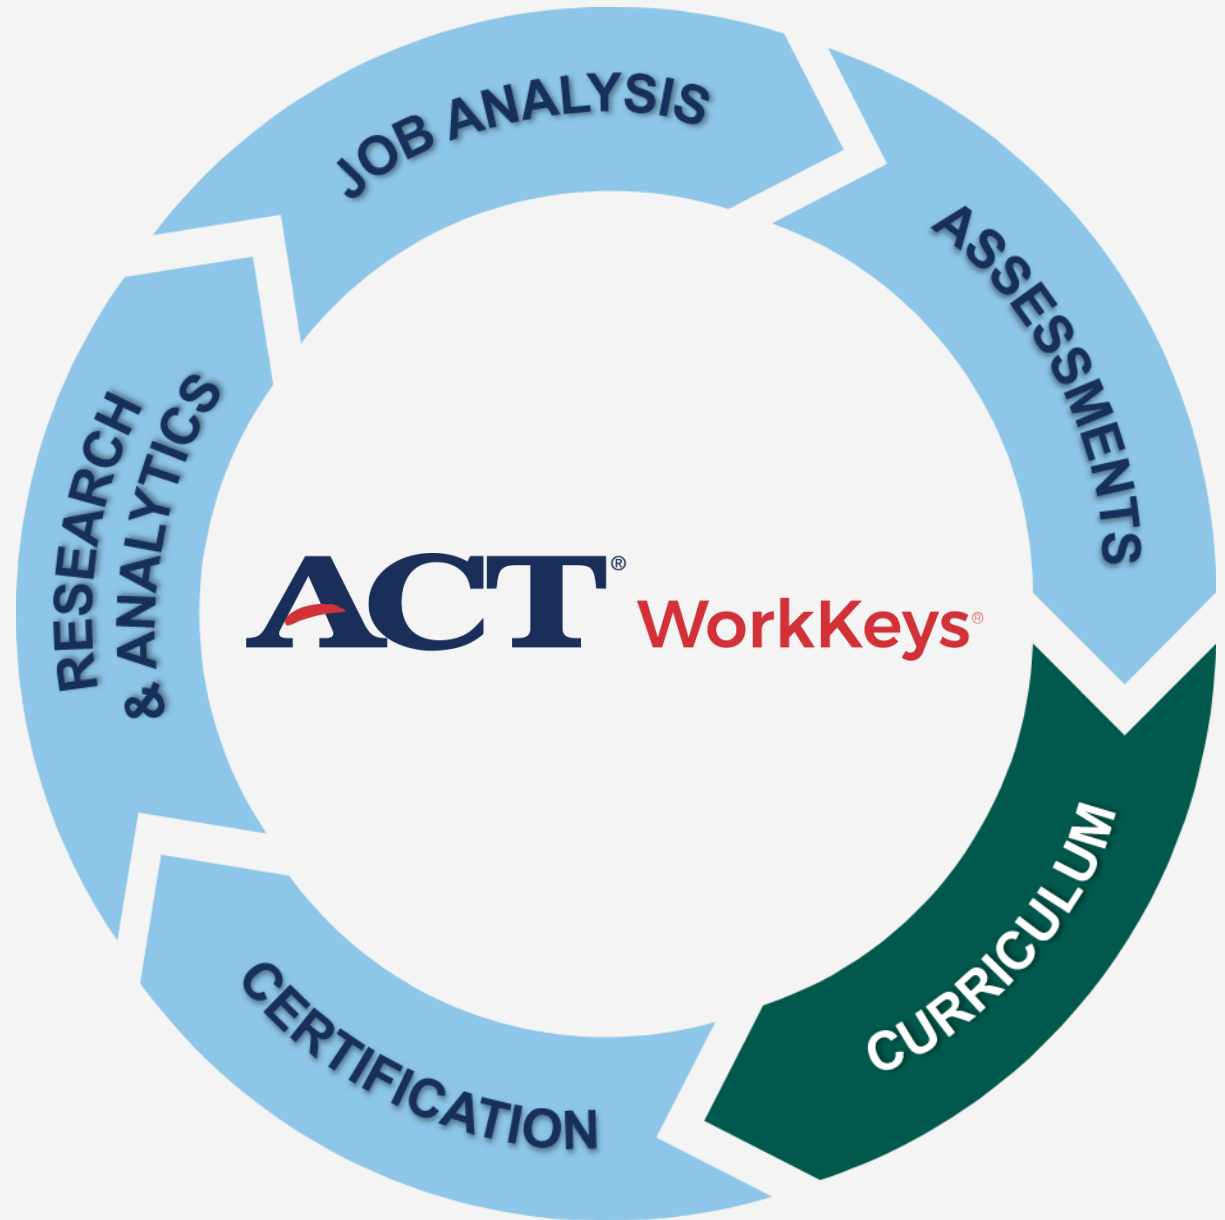 JOB ANALYSIS
ASSESSMENTS
CURRICULUM
CERTIFICATION
RESEARCH
& ANALYTICS
ACT® WorkKeys®